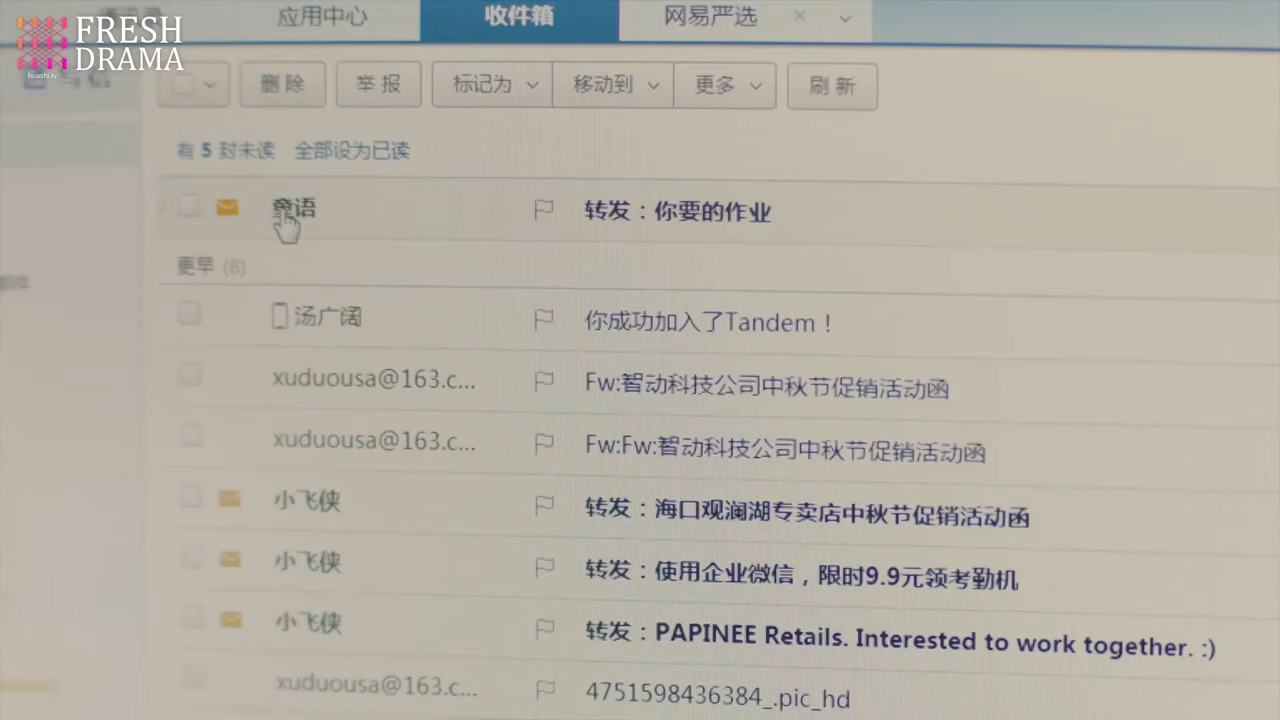 FRESH
DRAMA
huashi.tv
应用中心 收件箱 网易严选
删除 举报 标记为 移动到 更多 刷新
有 5 封未读 全部设为已读
童语 转发：你要的作业
更早 (8)
汤广阔 你成功加入了Tandem！
xuduousa@163.c... Fw:智动科技公司中秋节促销活动函
xuduousa@163.c... Fw:Fw:智动科技公司中秋节促销活动函
小飞侠 转发：海口观澜湖专卖店中秋节促销活动函
小飞侠 转发：使用企业微信，限时9.9元领考勤机
小飞侠 转发：PAPINEE Retails. Interested to work together. :)
xuduousa@163.c... 4751598436384_.pic_hd